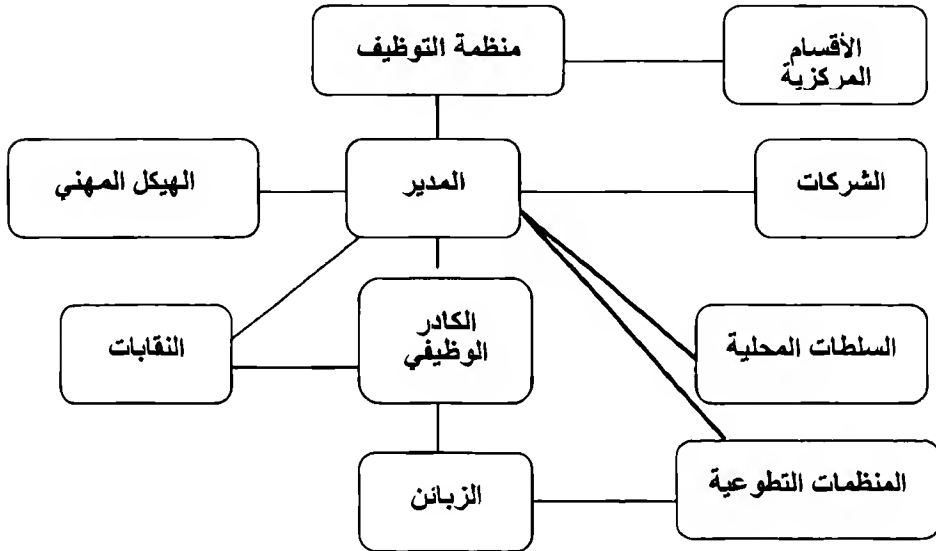 منظمة التوظيف
الأقسام
المركزية
الهيكل المهني
المدير
الشركات
النقابات
الكادر
الوظيفي
السلطات المحلية
الزبائن
المنظمات التطوعية